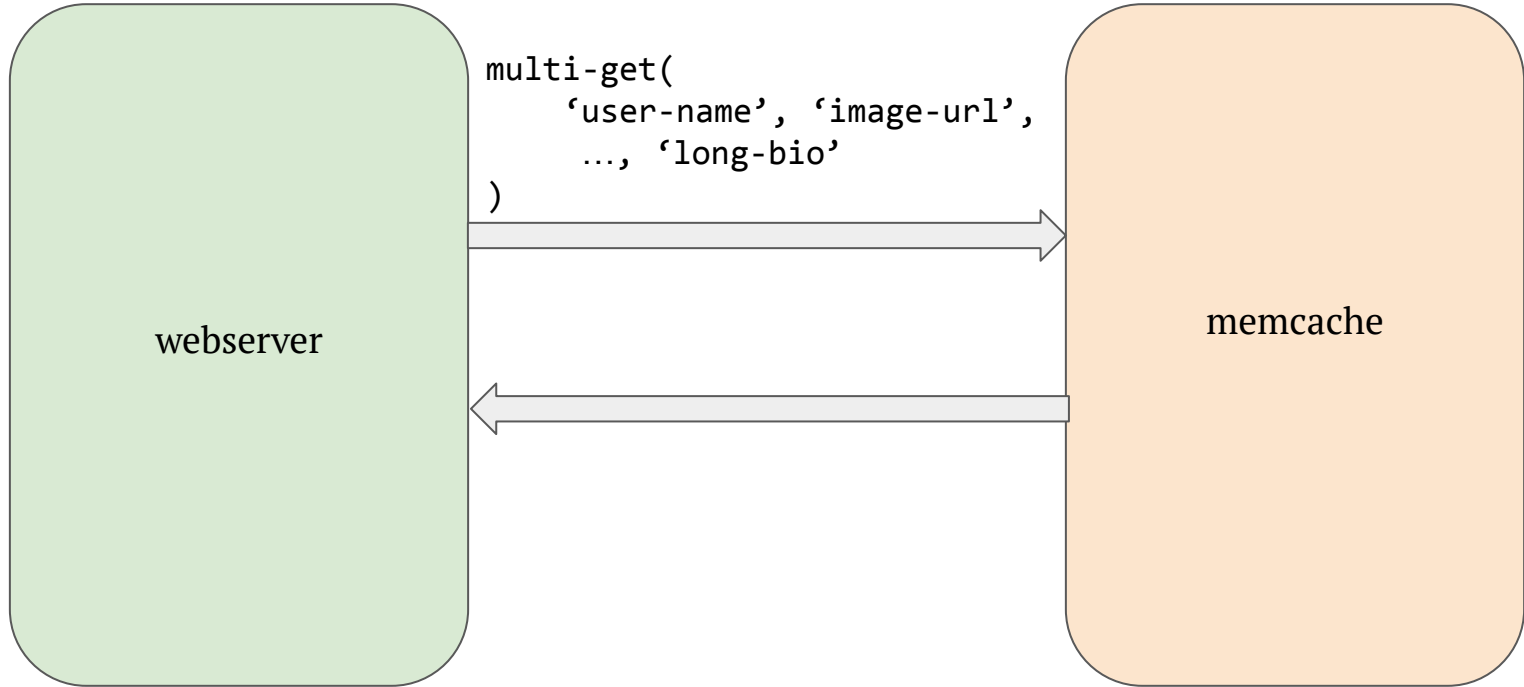 multi-get(
‘user-name’, ‘image-url’,
…, ‘long-bio’
)
webserver
memcache